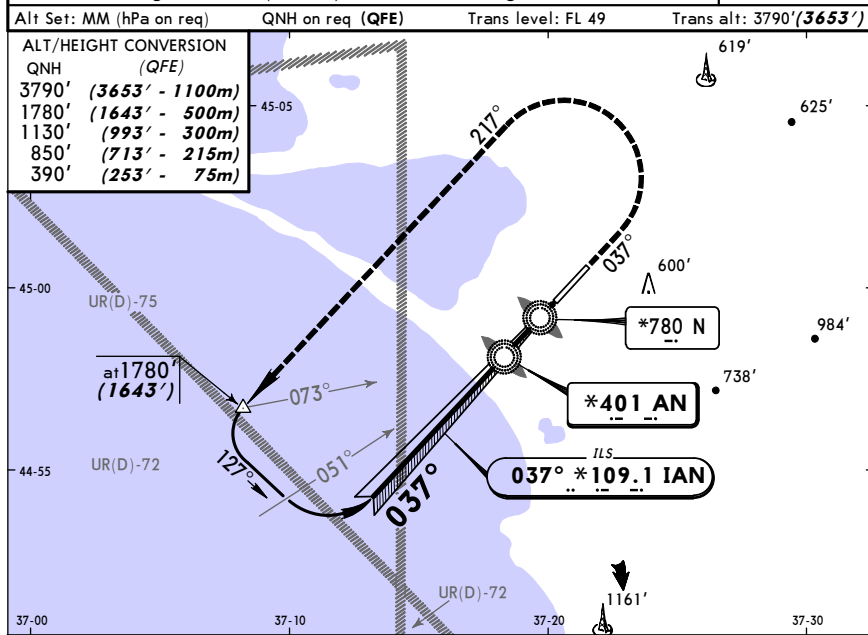 Alt Set: MM (hPa on req) QNH on req (QFE) Trans level: FL 49 Trans alt: 3790'(3653')
ALT/HEIGHT CONVERSION
QNH (QFE)
3790' (3653' - 1100m)
1780' (1643' - 500m)
1130' (993' - 300m)
850' (713' - 215m)
390' (253' - 75m)
45-05
619'
625'
217°
037°
45-00
600'
UR(D)-75
*780 N
984'
at1780'
(1643')
073°
*401 AN
738'
127°
051°
UR(D)-72
44-55
ILS
037° *109.1 IAN
037°
UR(D)-72
1161'
37-00
37-10
37-20
37-30